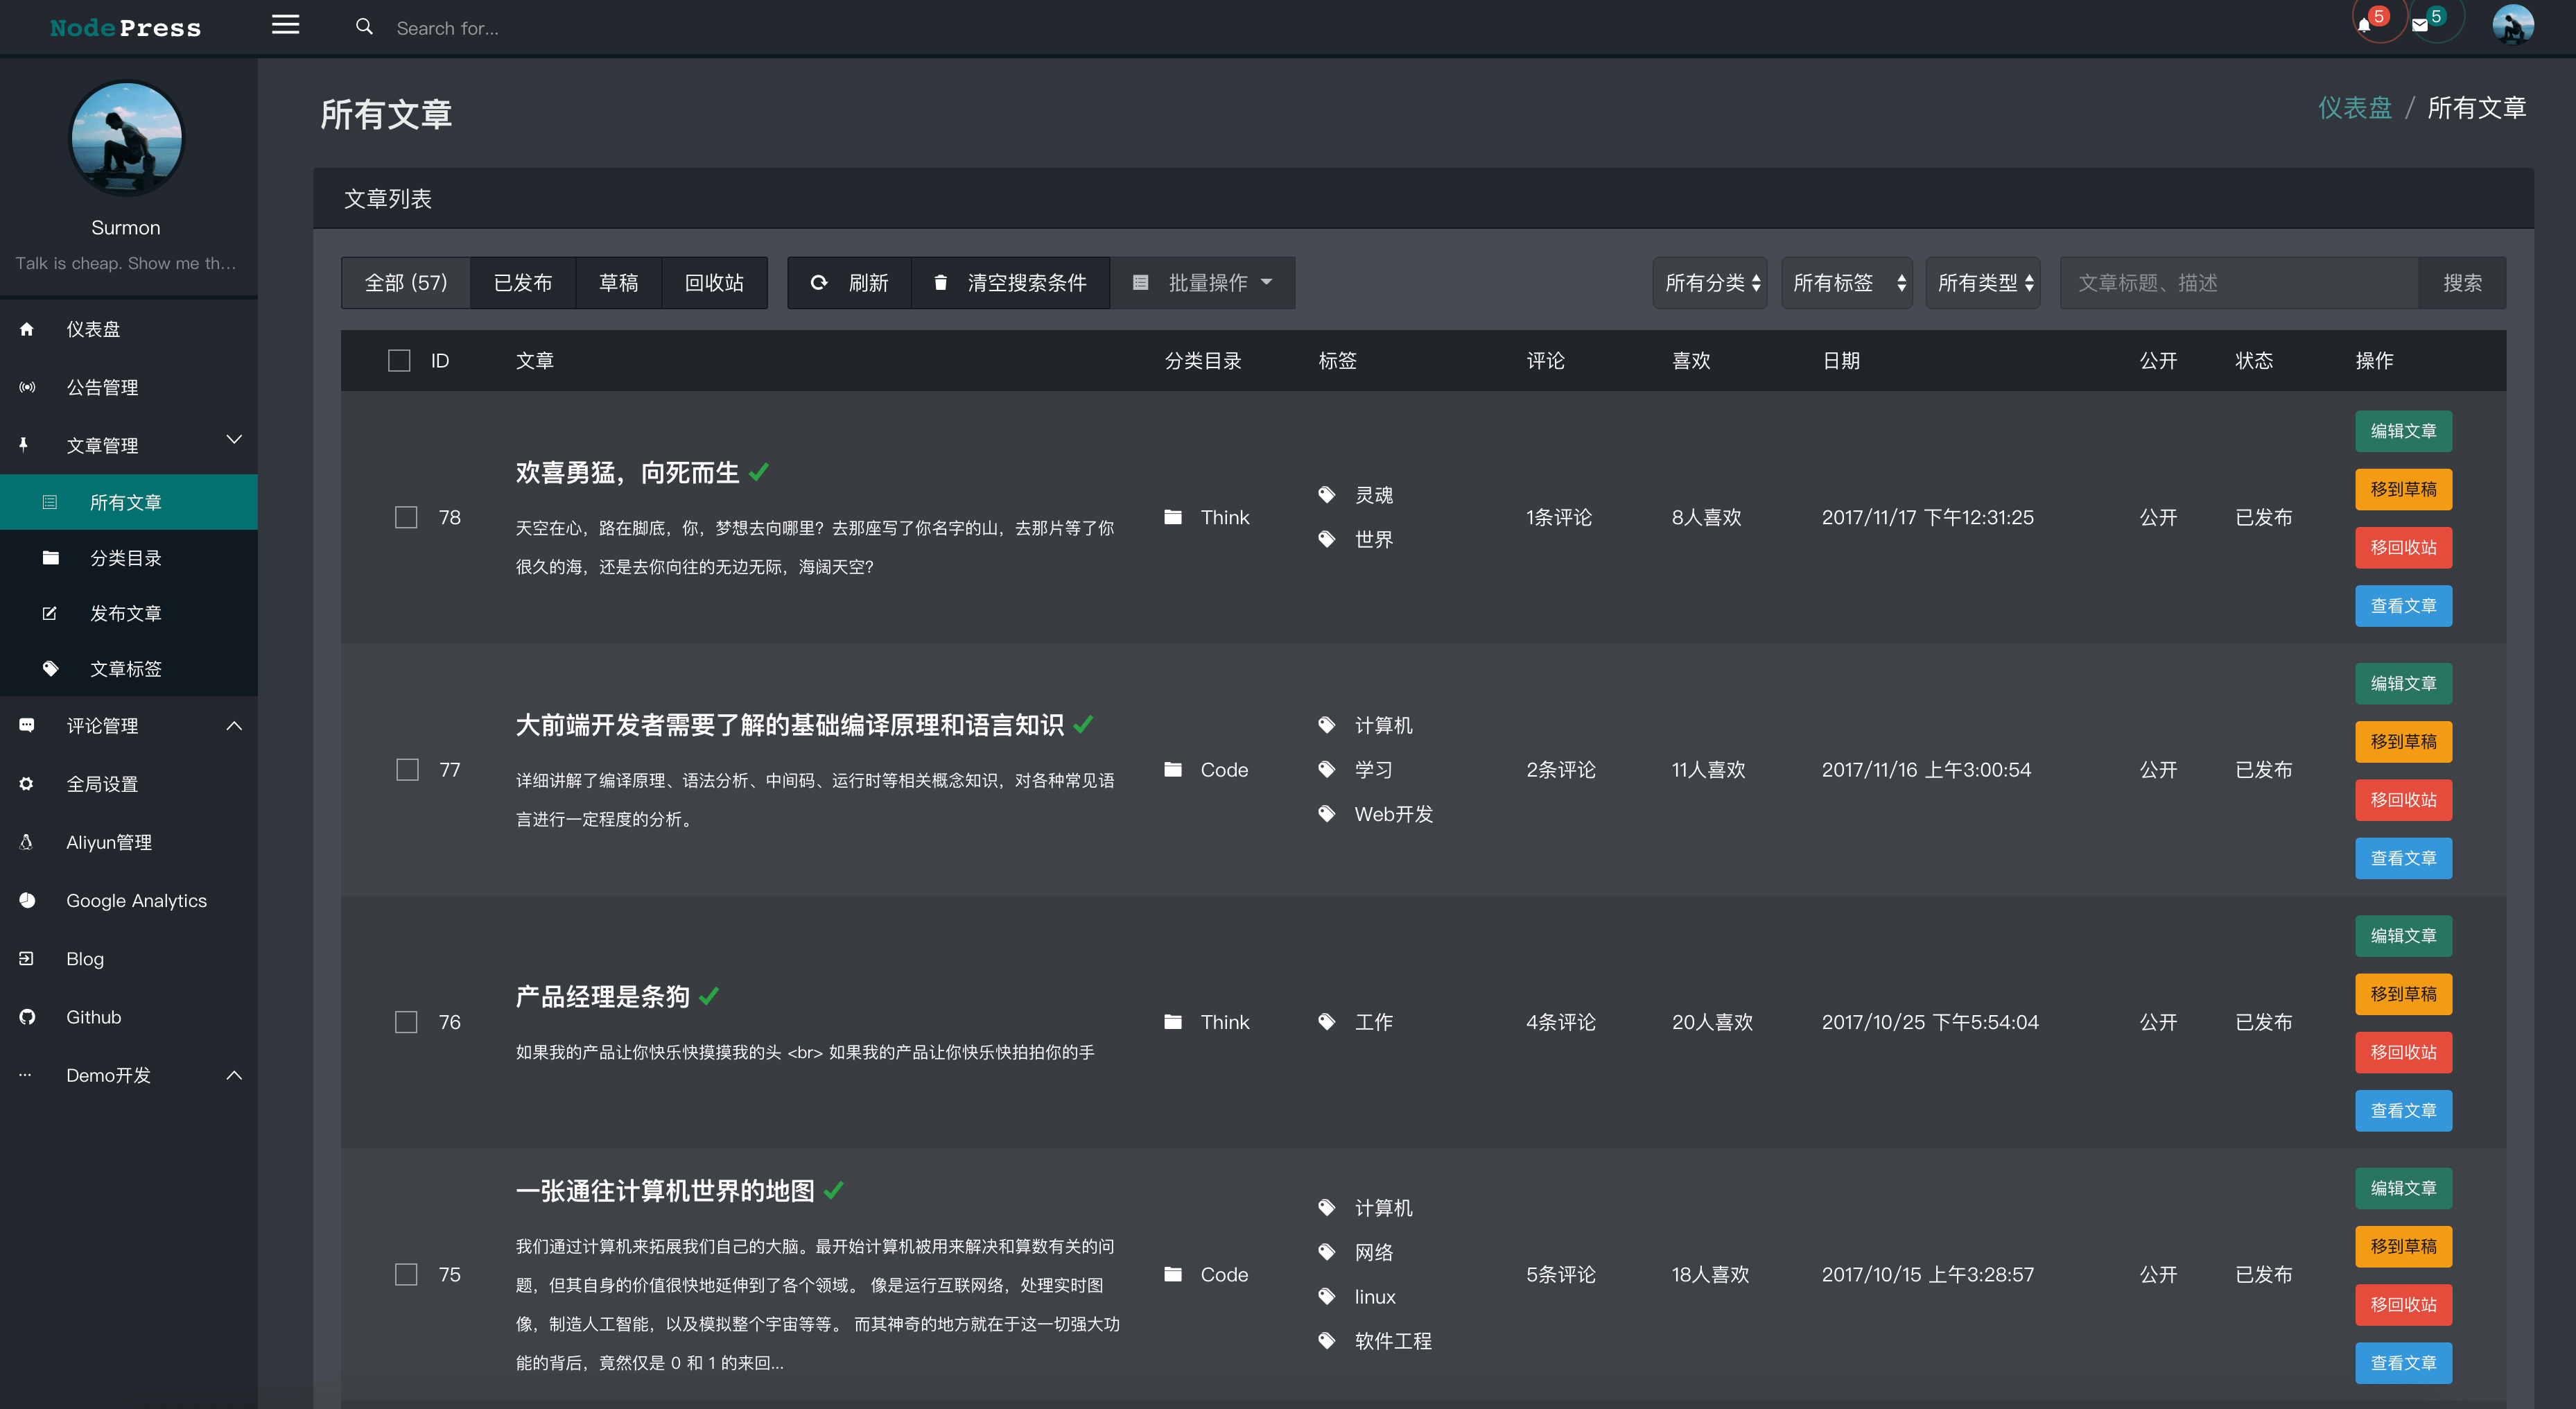 NodePress
Search for...
5
5
Surmon
Talk is cheap. Show me th...
仪表盘
公告管理
文章管理
所有文章
分类目录
发布文章
文章标签
评论管理
全局设置
Aliyun管理
Google Analytics
Blog
Github
Demo开发
所有文章
仪表盘 / 所有文章
文章列表
全部 (57)
已发布
草稿
回收站
刷新
清空搜索条件
批量操作
所有分类
所有标签
所有类型
文章标题、描述
搜索
ID
文章
分类目录
标签
评论
喜欢
日期
公开
状态
操作
78
欢喜勇猛，向死而生
天空在心，路在脚底，你，梦想去向哪里？去那座写了你名字的山，去那片等了你
很久的海，还是去你向往的无边无际，海阔天空？
Think
灵魂
世界
1条评论
8人喜欢
2017/11/17 下午12:31:25
公开
已发布
编辑文章
移到草稿
移回收站
查看文章
77
大前端开发者需要了解的基础编译原理和语言知识
详细讲解了编译原理、语法分析、中间码、运行时等相关概念知识，对各种常见语
言进行一定程度的分析。
Code
计算机
学习
Web开发
2条评论
11人喜欢
2017/11/16 上午3:00:54
公开
已发布
编辑文章
移到草稿
移回收站
查看文章
76
产品经理是条狗
如果我的产品让你快乐快摸摸我的头 <br> 如果我的产品让你快乐快拍拍你的手
Think
工作
4条评论
20人喜欢
2017/10/25 下午5:54:04
公开
已发布
编辑文章
移到草稿
移回收站
查看文章
75
一张通往计算机世界的地图
我们通过计算机来拓展我们自己的大脑。最开始计算机被用来解决和算数有关的问
题，但其自身的价值很快地延伸到了各个领域。 像是运行互联网络，处理实时图
像，制造人工智能，以及模拟整个宇宙等等。 而其神奇的地方就在于这一切强大功
能的背后，竟然仅是 0 和 1 的来回...
Code
计算机
网络
linux
软件工程
5条评论
18人喜欢
2017/10/15 上午3:28:57
公开
已发布
编辑文章
移到草稿
移回收站
查看文章